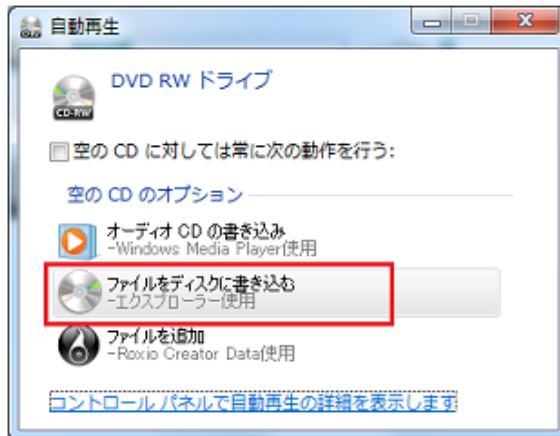 自動再生
DVD RW ドライブ
CD-RW
空の CD に対しては常に次の動作を行う:
空の CD のオプション
オーディオ CD の書き込み
-Windows Media Player使用
ファイルをディスクに書き込む
-エクスプローラー使用
ファイルを追加
-Roxio Creator Data使用
コントロール パネルで自動再生の詳細を表示します